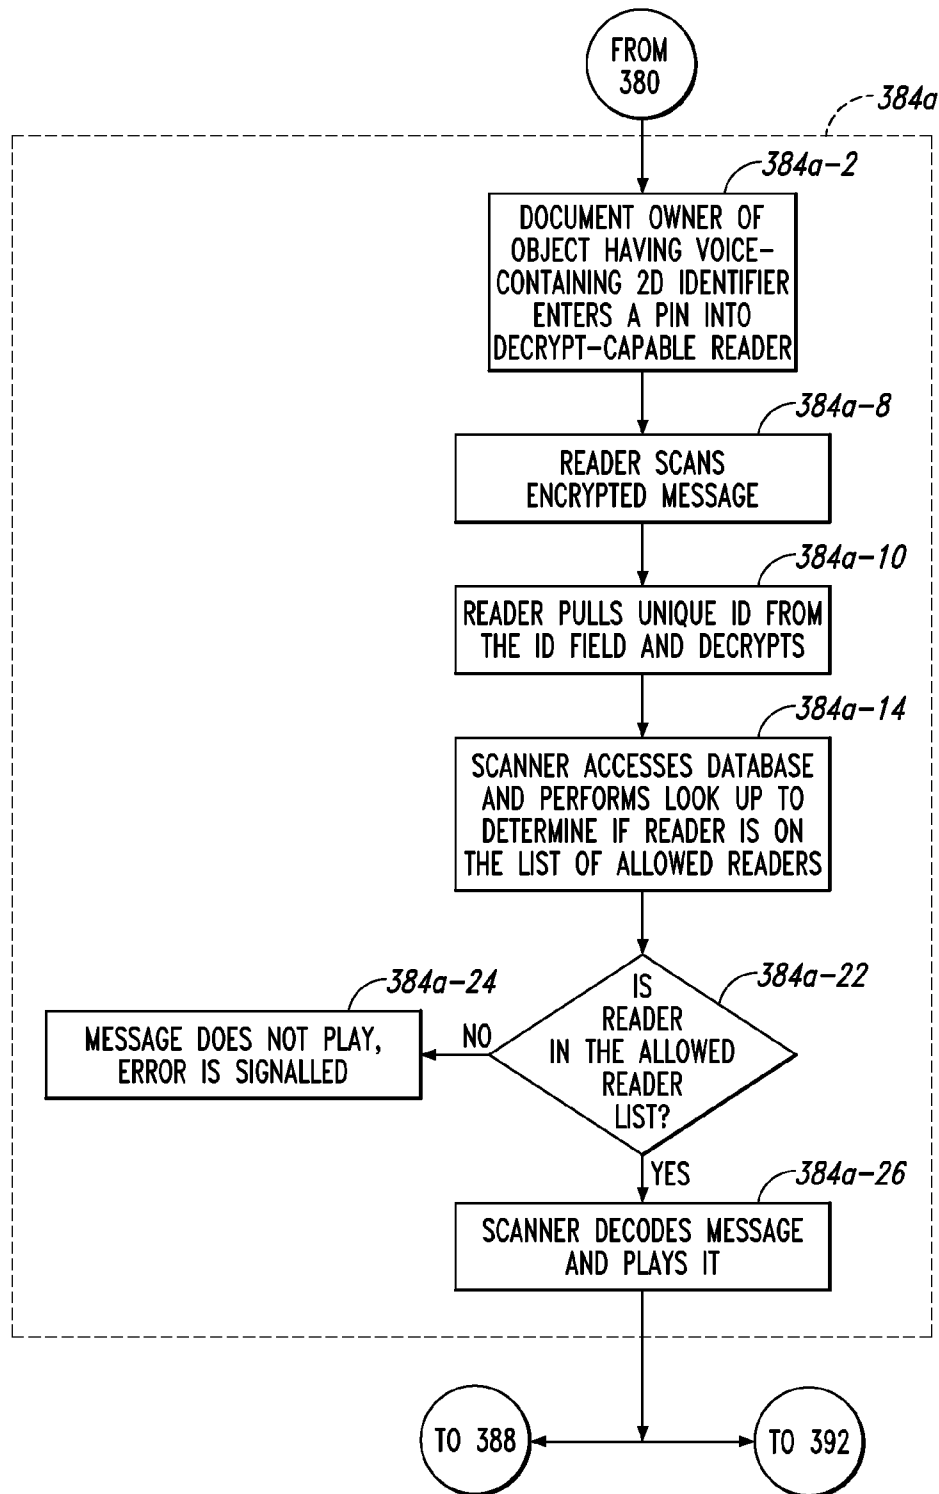 FROM
380
384a
384a-2
DOCUMENT OWNER OF
OBJECT HAVING VOICE-
CONTAINING 2D IDENTIFIER
ENTERS A PIN INTO
DECRYPT-CAPABLE READER
384a-8
READER SCANS
ENCRYPTED MESSAGE
384a-10
READER PULLS UNIQUE ID FROM
THE ID FIELD AND DECRYPTS
384a-14
SCANNER ACCESSES DATABASE
AND PERFORMS LOOK UP TO
DETERMINE IF READER IS ON
THE LIST OF ALLOWED READERS
384a-22
IS
READER
IN THE ALLOWED
READER
LIST?
NO
384a-24
MESSAGE DOES NOT PLAY,
ERROR IS SIGNALLED
YES
384a-26
SCANNER DECODES MESSAGE
AND PLAYS IT
TO 388
TO 392